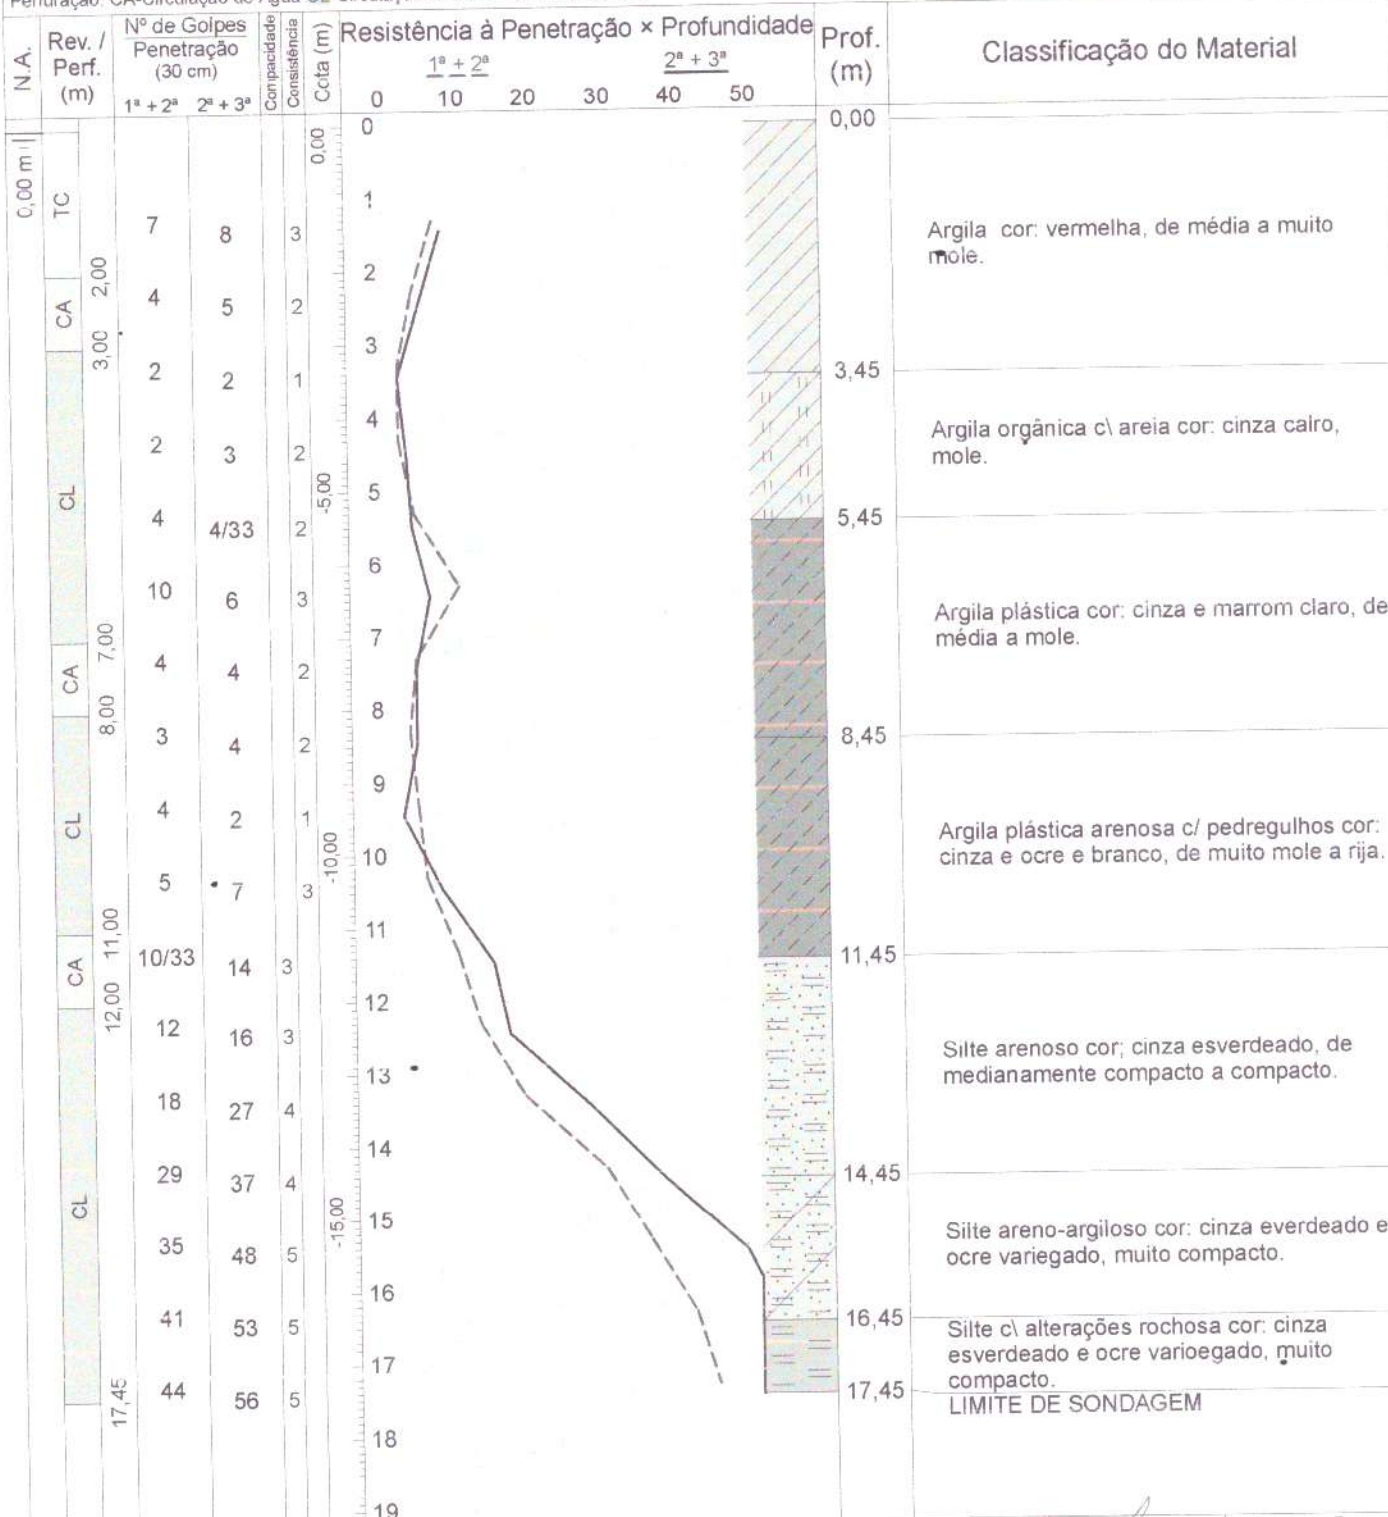 Perfuração: CA-Circulação de Água CL-Circulação
N.A.
Rev. /
Perf.
(m)
Nº de Golpes
Penetração
(30 cm)
1ª + 2ª 2ª + 3ª
Compacidade
Consistência
Cota (m)
Resistência à Penetração × Profundidade
1ª + 2ª 2ª + 3ª
0 10 20 30 40 50
Prof.
(m)
Classificação do Material
0,00 m
TC
2,00
CA
3,00
CL
7,00
CA
8,00
CL
11,00
CA
12,00
CL
17,45
7 8 3
4 5 2
2 2 1
2 3 2
4 4/33 2
10 6 3
4 4 2
3 4 2
4 2 1
5 7 3
10/33 14 3
12 16 3
18 27 4
29 37 4
35 48 5
41 53 5
44 56 5
0,00
-5,00
-10,00
-15,00
0
1
2
3
4
5
6
7
8
9
10
11
12
13
14
15
16
17
18
19
0,00
Argila cor: vermelha, de média a muito
mole.
3,45
Argila orgânica c\ areia cor: cinza calro,
mole.
5,45
Argila plástica cor: cinza e marrom claro, de
média a mole.
8,45
Argila plástica arenosa c/ pedregulhos cor:
cinza e ocre e branco, de muito mole a rija.
11,45
Silte arenoso cor; cinza esverdeado, de
medianamente compacto a compacto.
14,45
Silte areno-argiloso cor: cinza everdeado e
ocre variegado, muito compacto.
16,45
Silte c\ alterações rochosa cor: cinza
esverdeado e ocre varioegado, muito
compacto.
17,45
LIMITE DE SONDAGEM